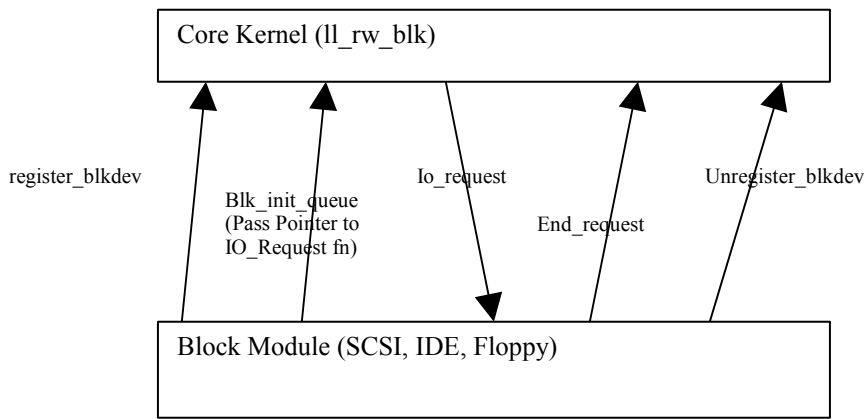 Core Kernel (ll_rw_blk)
register_blkdev
Blk_init_queue
(Pass Pointer to
IO_Request fn)
Io_request
End_request
Unregister_blkdev
Block Module (SCSI, IDE, Floppy)